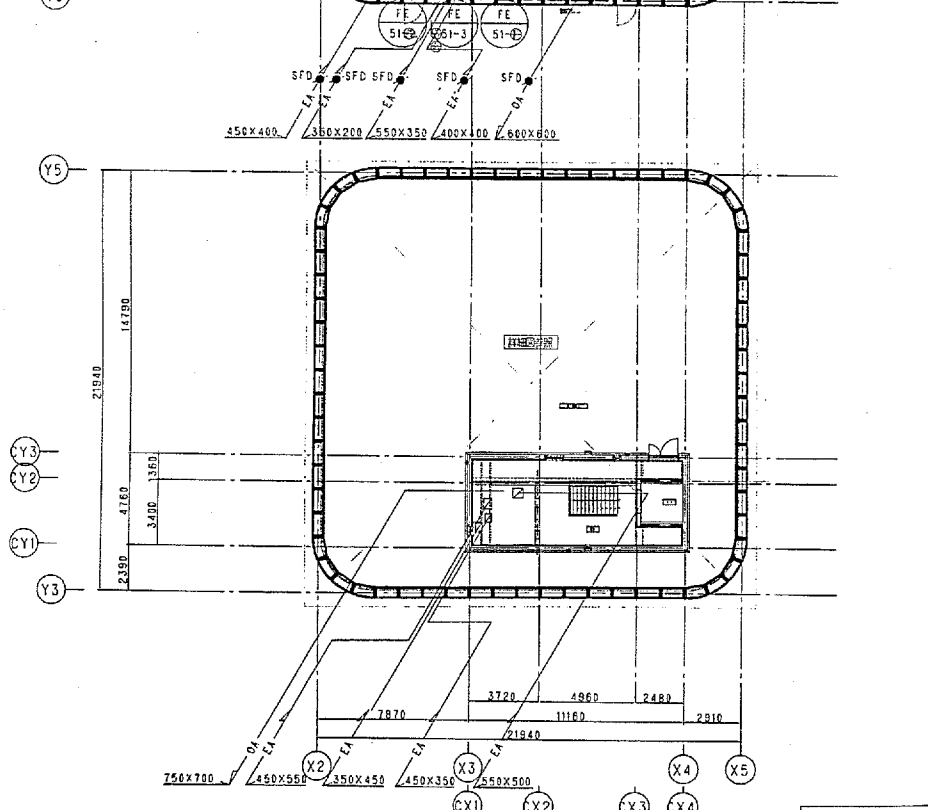 FE FE FE
51-2 51-3 51-1
SFD SFD SFD SFD SFD
EA EA EA EA OA
450X400 350X200 550X350 400X400 600X600
Y5
14790
21940
CY3
1360
CY2
4760
3400
CY1
2390
Y3
3720 4960 2480
7870 11160 2910
21940
OA EA EA EA EA
X2 X3 X4 X5
750X700 450X550 350X450 450X350 550X500
CX1 CX2 CX3 CX4